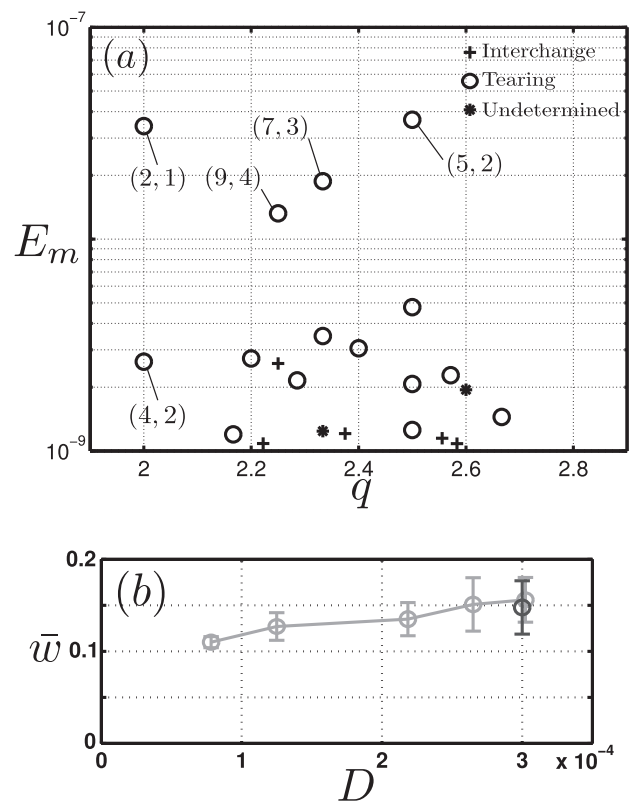 10⁻⁷
(a)
+ Interchange
o Tearing
* Undetermined
(7, 3)
(2, 1) (9, 4)
(5, 2)
E_m
(4, 2)
10⁻⁹
2 2.2 2.4 2.6 2.8
q
0.2
(b)
w̄ 0.1
0
0 1 2 3 x 10⁻⁴
D